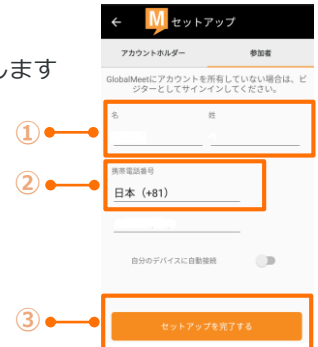 ← M セットアップ
します
アカウントホルダー 参加者
GlobalMeetにアカウントを所有していない場合は、ビ
ジターとしてサインインしてください。
① 名 姓
② 携帯電話番号
日本（+81）
自分のデバイスに自動接続
③ セットアップを完了する